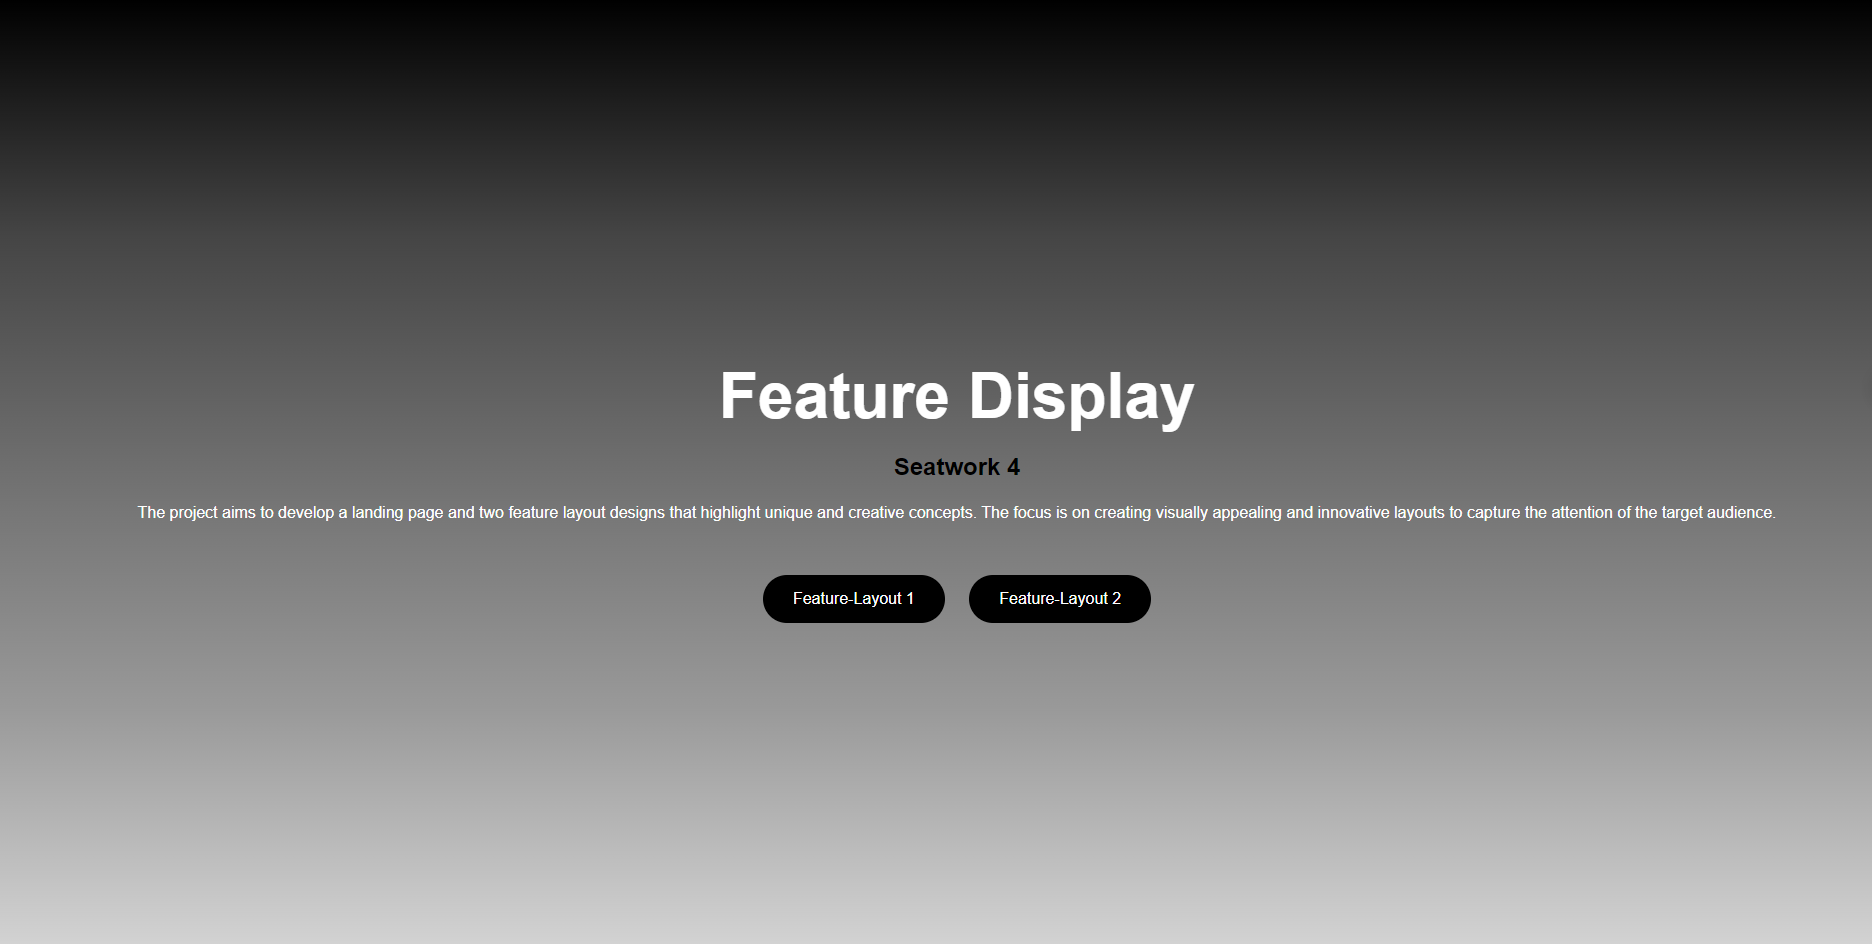 Feature Display
Seatwork 4
The project aims to develop a landing page and two feature layout designs that highlight unique and creative concepts. The focus is on creating visually appealing and innovative layouts to capture the attention of the target audience.
Feature-Layout 1
Feature-Layout 2